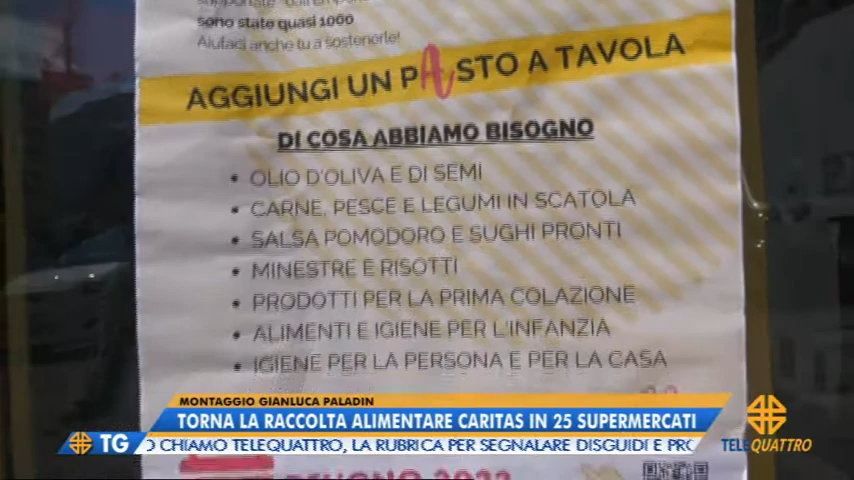 sono state quasi 1000
Aiutaci anche tu a sostenerle!
AGGIUNGI UN PASTO A TAVOLA
DI COSA ABBIAMO BISOGNO
• OLIO D'OLIVA E DI SEMI
• CARNE, PESCE E LEGUMI IN SCATOLA
• SALSA POMODORO E SUGHI PRONTI
• MINESTRE E RISOTTI
• PRODOTTI PER LA PRIMA COLAZIONE
• ALIMENTI E IGIENE PER L'INFANZIA
• IGIENE PER LA PERSONA E PER LA CASA
MONTAGGIO GIANLUCA PALADIN
TORNA LA RACCOLTA ALIMENTARE CARITAS IN 25 SUPERMERCATI
TELEQUATTRO
TG
O CHIAMO TELEQUATTRO, LA RUBRICA PER SEGNALARE DISGUIDI E PRO